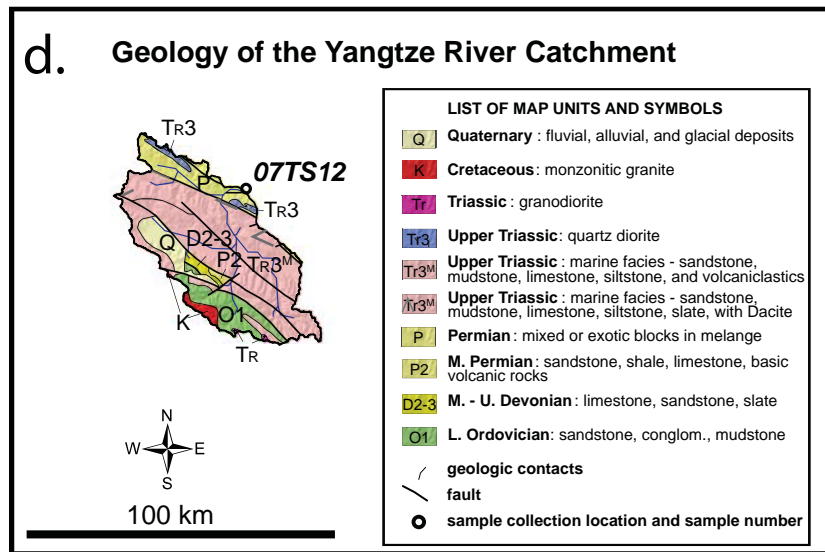 d. Geology of the Yangtze River Catchment
TR3
07TS12
P
TR3
Q
D2-3
P2
TR3M
K
O1
TR
N
W E
S
100 km
LIST OF MAP UNITS AND SYMBOLS
Q Quaternary : fluvial, alluvial, and glacial deposits
K Cretaceous : monzonitic granite
Tr Triassic : granodiorite
Tr3 Upper Triassic : quartz diorite
Tr3M Upper Triassic : marine facies - sandstone,
mudstone, limestone, siltstone, and volcaniclastics
Tr3M Upper Triassic : marine facies - sandstone,
mudstone, limestone, siltstone, slate, with Dacite
P Permian : mixed or exotic blocks in melange
P2 M. Permian : sandstone, shale, limestone, basic
volcanic rocks
D2-3 M. - U. Devonian : limestone, sandstone, slate
O1 L. Ordovician : sandstone, conglom., mudstone
geologic contacts
fault
sample collection location and sample number